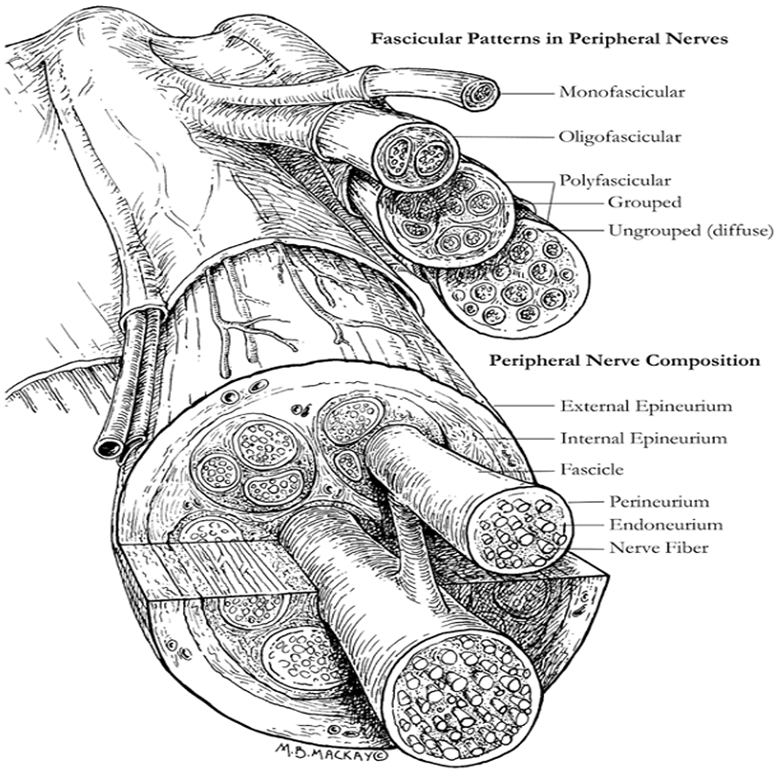 Fascicular Patterns in Peripheral Nerves
Monofascicular
Oligofascicular
Polyfascicular
Grouped
Ungrouped (diffuse)
Peripheral Nerve Composition
External Epineurium
Internal Epineurium
Fascicle
Perineurium
Endoneurium
Nerve Fiber
M.B. MACKAY©